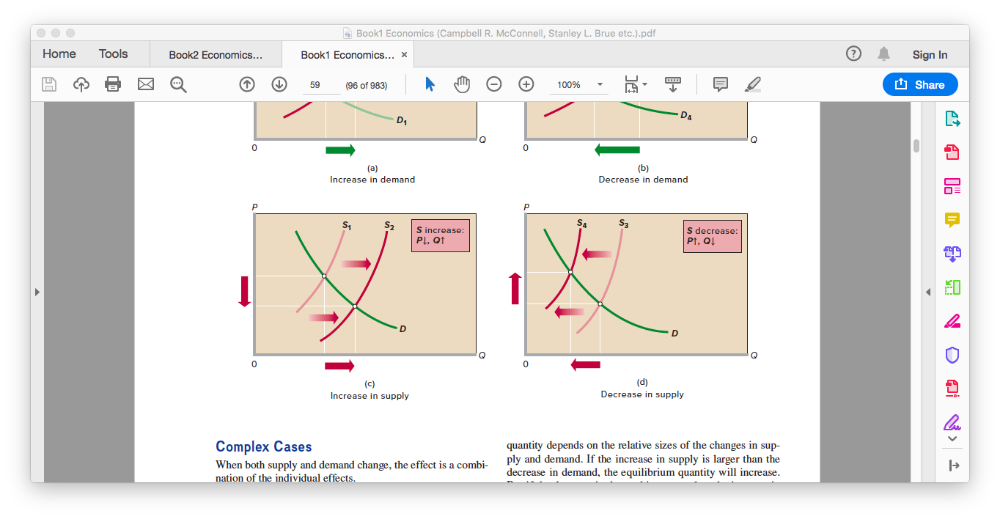 Book1 Economics (Campbell R. McConnell, Stanley L. Brue etc.).pdf
Home Tools Book2 Economics... Book1 Economics... × ? Sign In
59 (96 of 983) 100% Share
D1
Q
0
(a)
Increase in demand
D4
Q
0
(b)
Decrease in demand
P
S1 S2
S increase:
P↓, Q↑
D
Q
0
(c)
Increase in supply
P
S4 S3
S decrease:
P↑, Q↓
D
Q
0
(d)
Decrease in supply
Complex Cases
When both supply and demand change, the effect is a combi-
nation of the individual effects.
quantity depends on the relative sizes of the changes in sup-
ply and demand. If the increase in supply is larger than the
decrease in demand, the equilibrium quantity will increase.